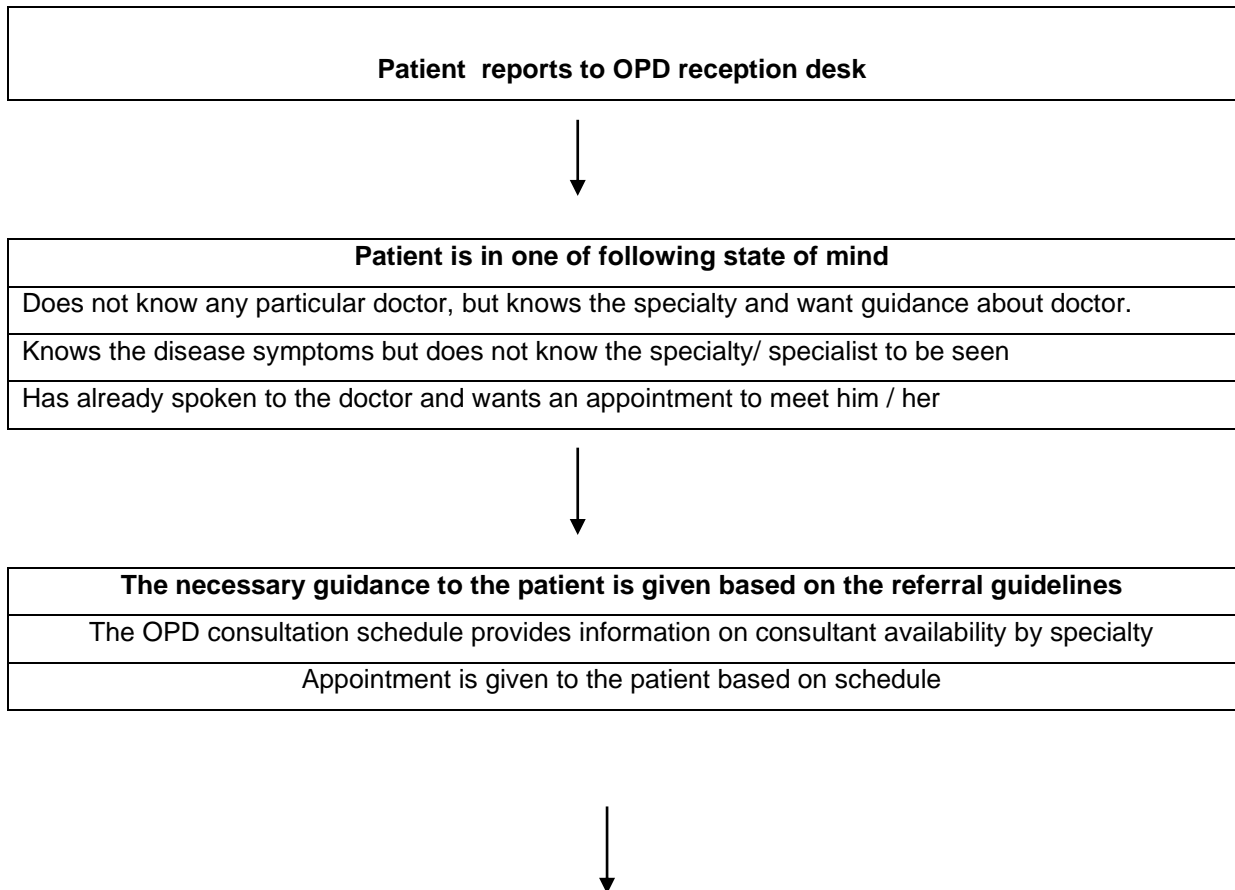 Patient reports to OPD reception desk
Patient is in one of following state of mind
Does not know any particular doctor, but knows the specialty and want guidance about doctor.
Knows the disease symptoms but does not know the specialty/ specialist to be seen
Has already spoken to the doctor and wants an appointment to meet him / her
The necessary guidance to the patient is given based on the referral guidelines
The OPD consultation schedule provides information on consultant availability by specialty
Appointment is given to the patient based on schedule